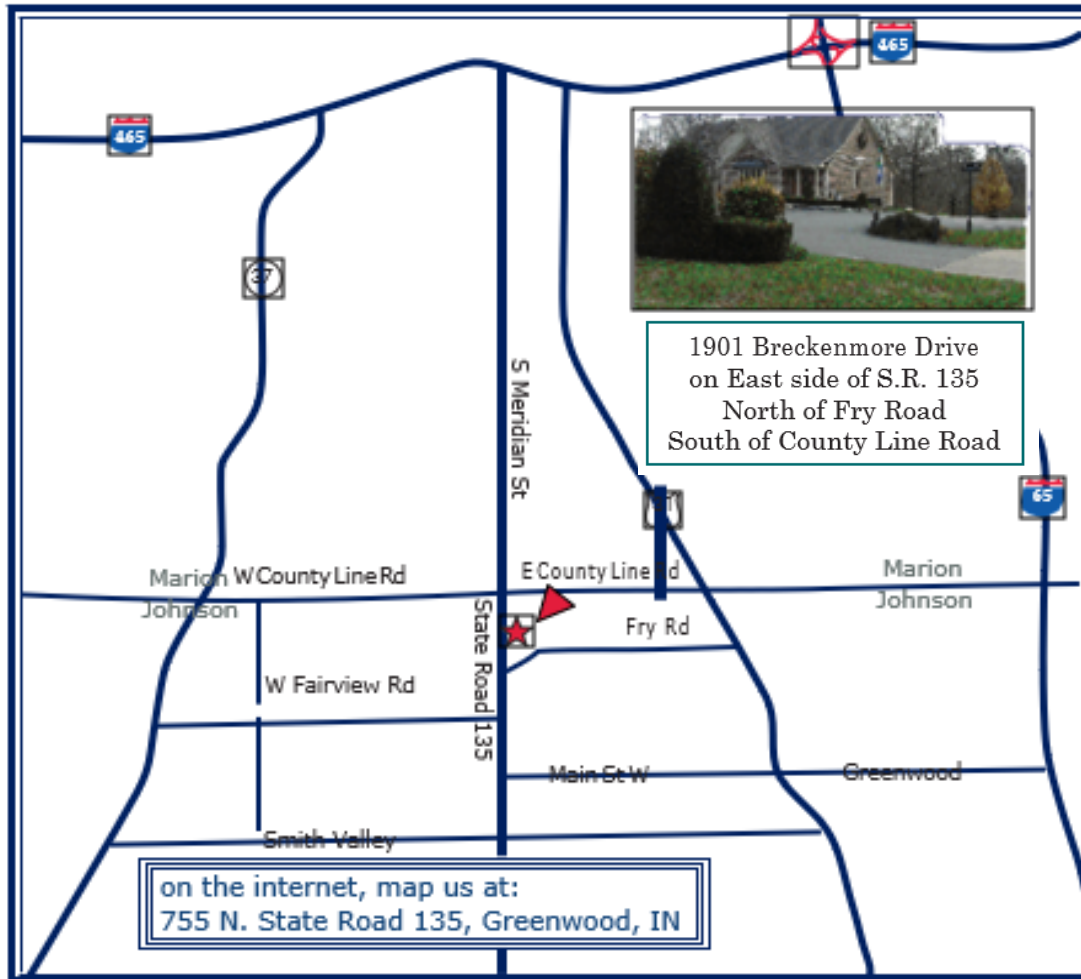 465
465
37
1901 Breckenmore Drive
on East side of S.R. 135
North of Fry Road
South of County Line Road
S Meridian St
65
Marion
W County Line Rd
E County Line Rd
Marion
Johnson
Johnson
State Road 135
Fry Rd
W Fairview Rd
Main St W
Greenwood
Smith Valley
on the internet, map us at:
755 N. State Road 135, Greenwood, IN